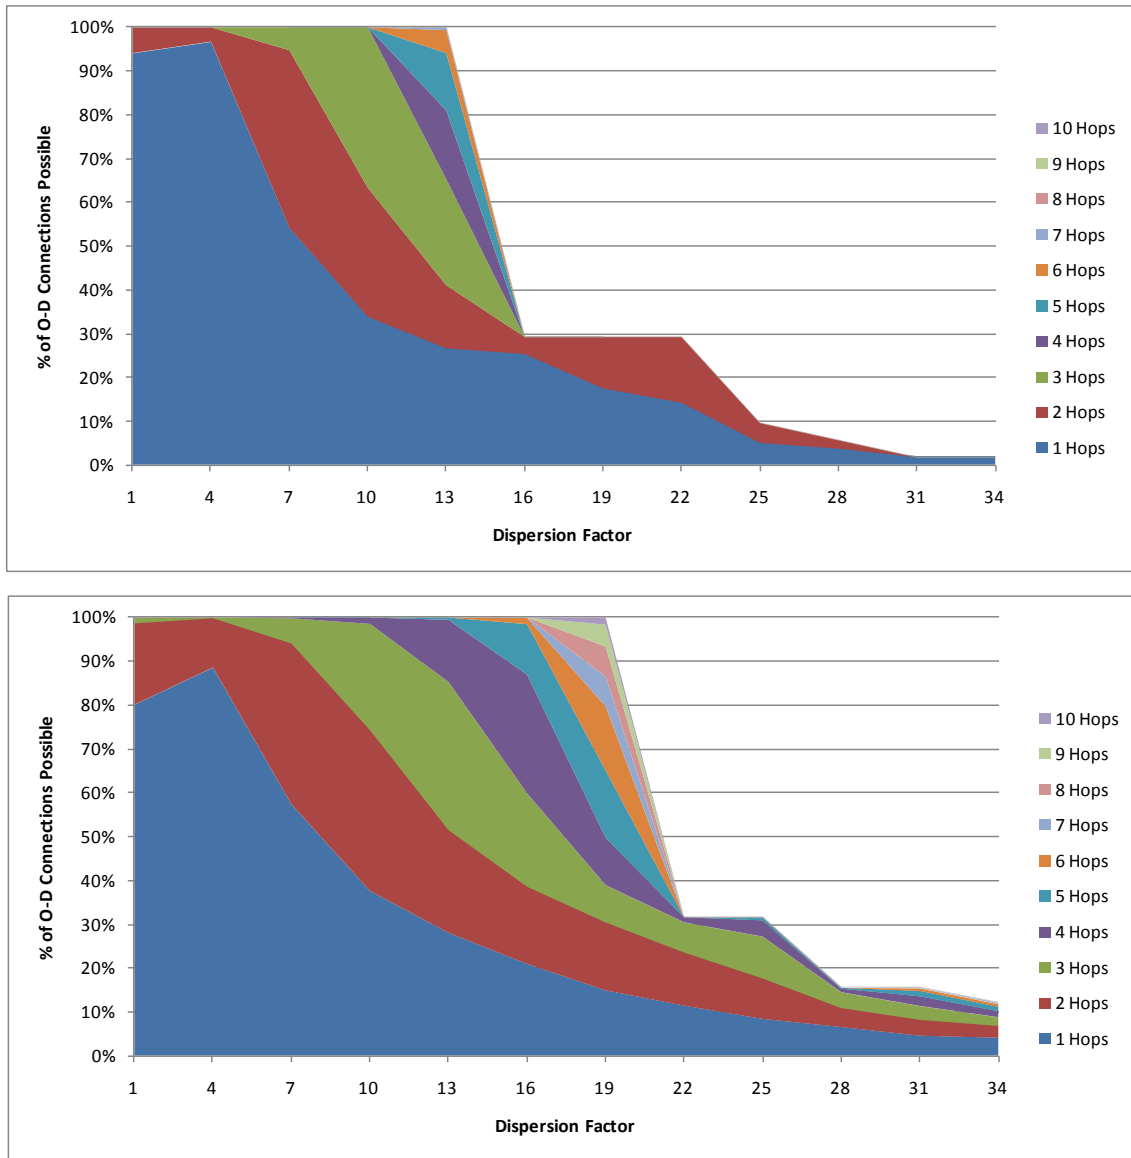 100%
90%
80%
70%
60%
50%
40%
30%
20%
10%
0%
% of O-D Connections Possible
1 4 7 10 13 16 19 22 25 28 31 34
Dispersion Factor
10 Hops
9 Hops
8 Hops
7 Hops
6 Hops
5 Hops
4 Hops
3 Hops
2 Hops
1 Hops
100%
90%
80%
70%
60%
50%
40%
30%
20%
10%
0%
% of O-D Connections Possible
1 4 7 10 13 16 19 22 25 28 31 34
Dispersion Factor
10 Hops
9 Hops
8 Hops
7 Hops
6 Hops
5 Hops
4 Hops
3 Hops
2 Hops
1 Hops